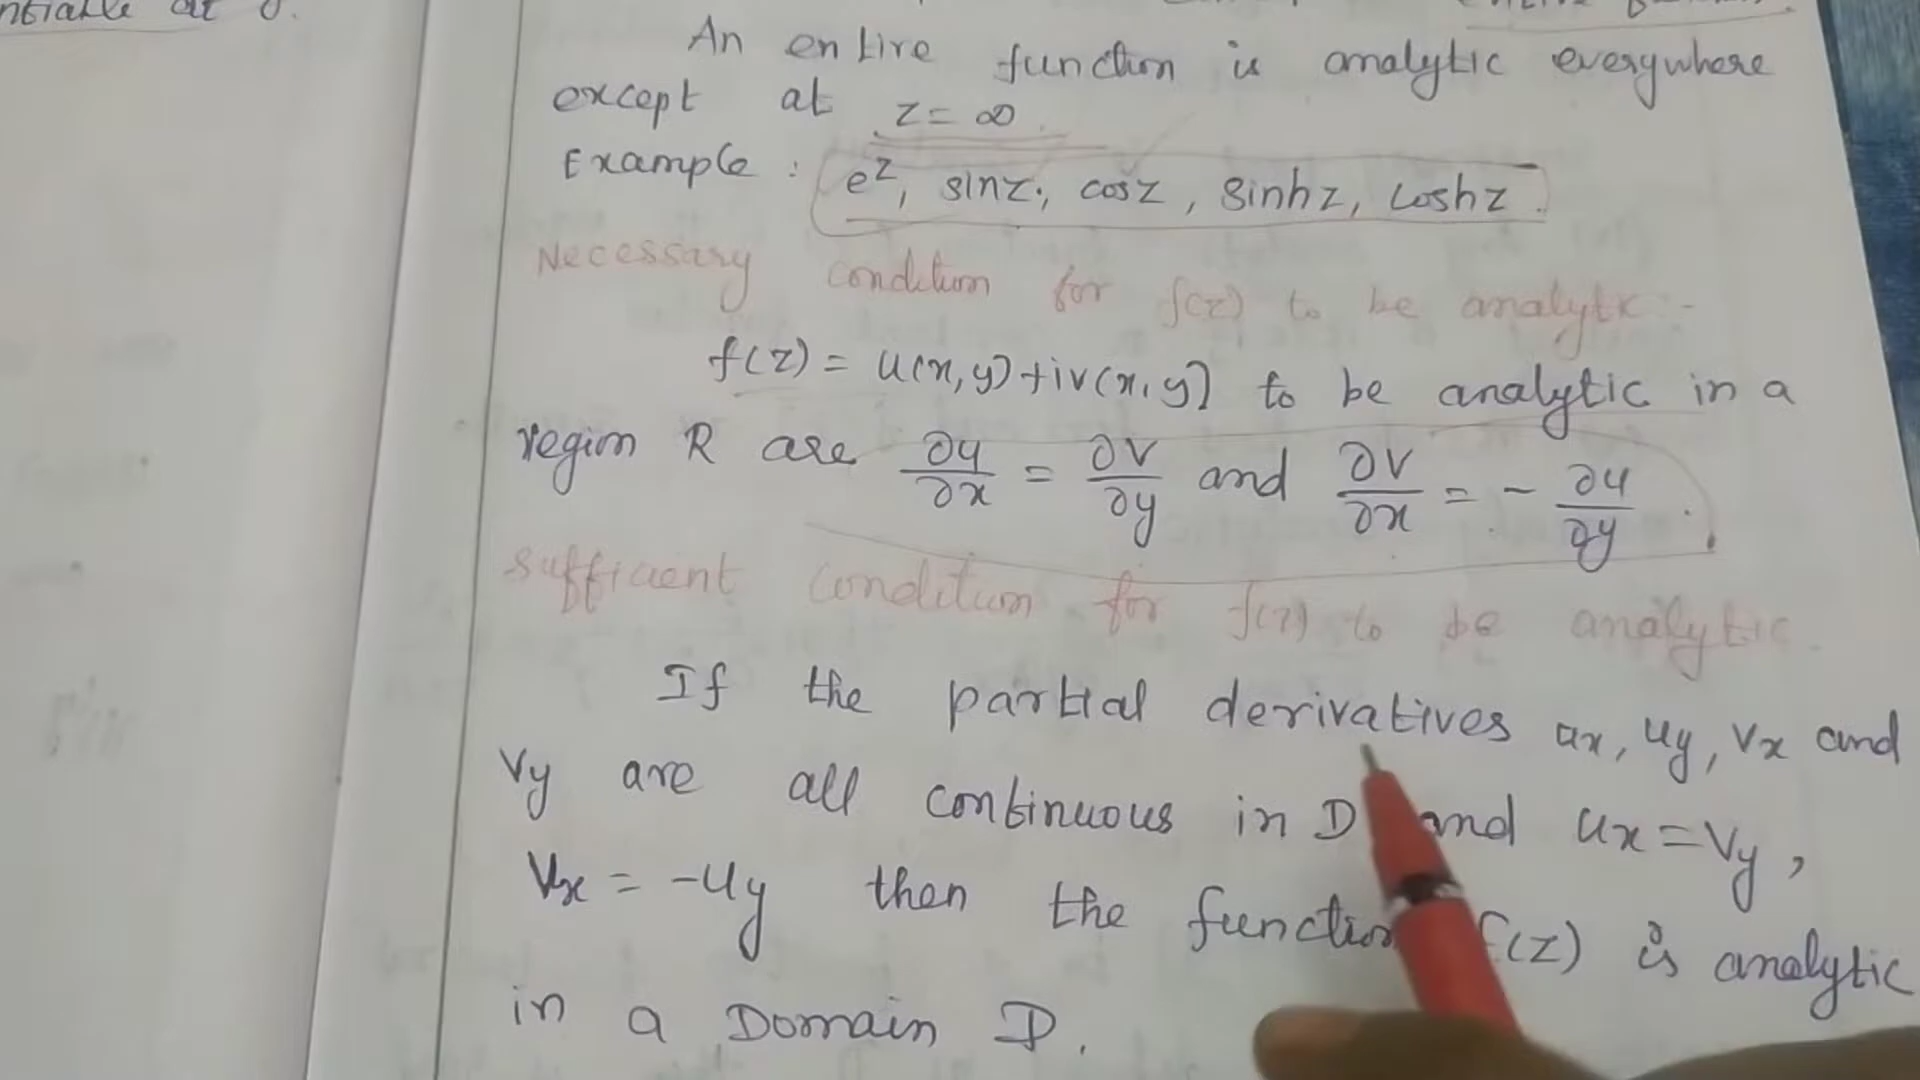 ntiable at 0.
An entire function is analytic everywhere
except at z = ∞
Example : e^z, sinz, cosz, sinhz, coshz.
Necessary condition for f(z) to be analytic :-
f(z) = u(x,y)+iv(x,y) to be analytic in a
region R are ∂u/∂x = ∂v/∂y and ∂v/∂x = - ∂u/∂y .
Sufficient condition for f(z) to be analytic.
If the partial derivatives ux, uy, vx and
vy are all continuous in D and ux = vy,
vx = -uy then the function f(z) is analytic
in a Domain D.